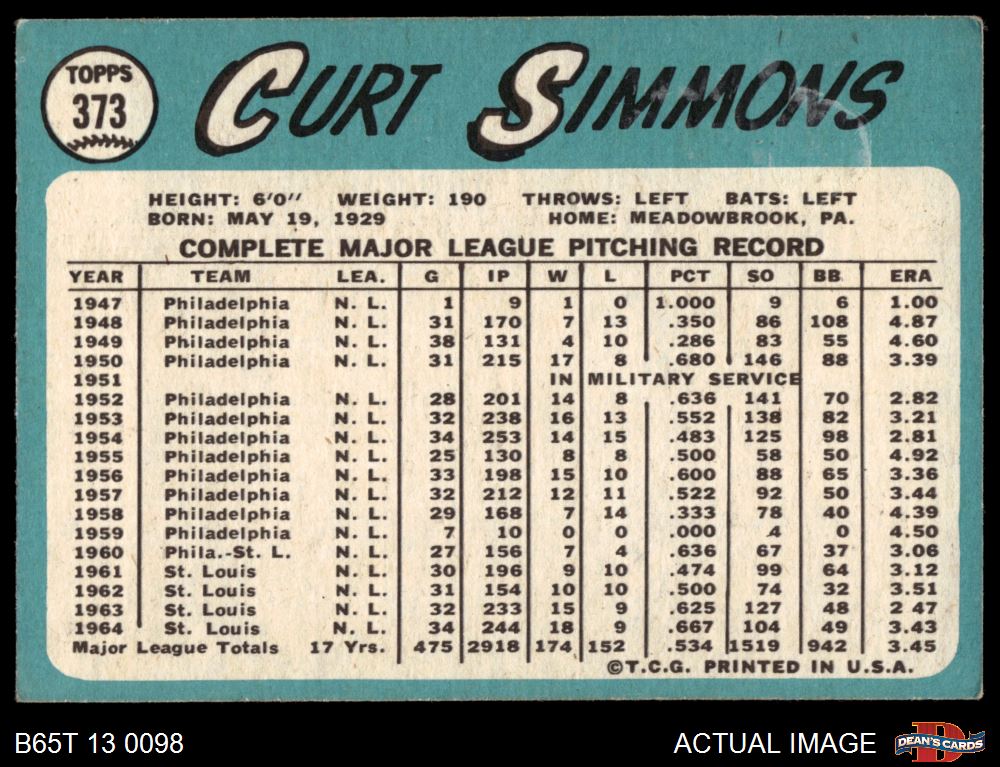 TOPPS
373
CURT SIMMONS
HEIGHT: 6'0" WEIGHT: 190 THROWS: LEFT BATS: LEFT
BORN: MAY 19, 1929 HOME: MEADOWBROOK, PA.
COMPLETE MAJOR LEAGUE PITCHING RECORD
YEAR TEAM LEA. G IP W L PCT SO BB ERA
1947 Philadelphia N. L. 1 9 1 0 1.000 9 6 1.00
1948 Philadelphia N. L. 31 170 7 13 .350 86 108 4.87
1949 Philadelphia N. L. 38 131 4 10 .286 83 55 4.60
1950 Philadelphia N. L. 31 215 17 8 .680 146 88 3.39
1951 IN MILITARY SERVICE
1952 Philadelphia N. L. 28 201 14 8 .636 141 70 2.82
1953 Philadelphia N. L. 32 238 16 13 .552 138 82 3.21
1954 Philadelphia N. L. 34 253 14 15 .483 125 98 2.81
1955 Philadelphia N. L. 25 130 8 8 .500 58 50 4.92
1956 Philadelphia N. L. 33 198 15 10 .600 88 65 3.36
1957 Philadelphia N. L. 32 212 12 11 .522 92 50 3.44
1958 Philadelphia N. L. 29 168 7 14 .333 78 40 4.39
1959 Philadelphia N. L. 7 10 0 0 .000 4 0 4.50
1960 Phila.-St. L. N. L. 27 156 7 4 .636 67 37 3.06
1961 St. Louis N. L. 30 196 9 10 .474 99 64 3.12
1962 St. Louis N. L. 31 154 10 10 .500 74 32 3.51
1963 St. Louis N. L. 32 233 15 9 .625 127 48 2 47
1964 St. Louis N. L. 34 244 18 9 .667 104 49 3.43
Major League Totals 17 Yrs. 475 2918 174 152 .534 1519 942 3.45
©T.C.G. PRINTED IN U.S.A.
B65T 13 0098 ACTUAL IMAGE D DEAN'S CARDS